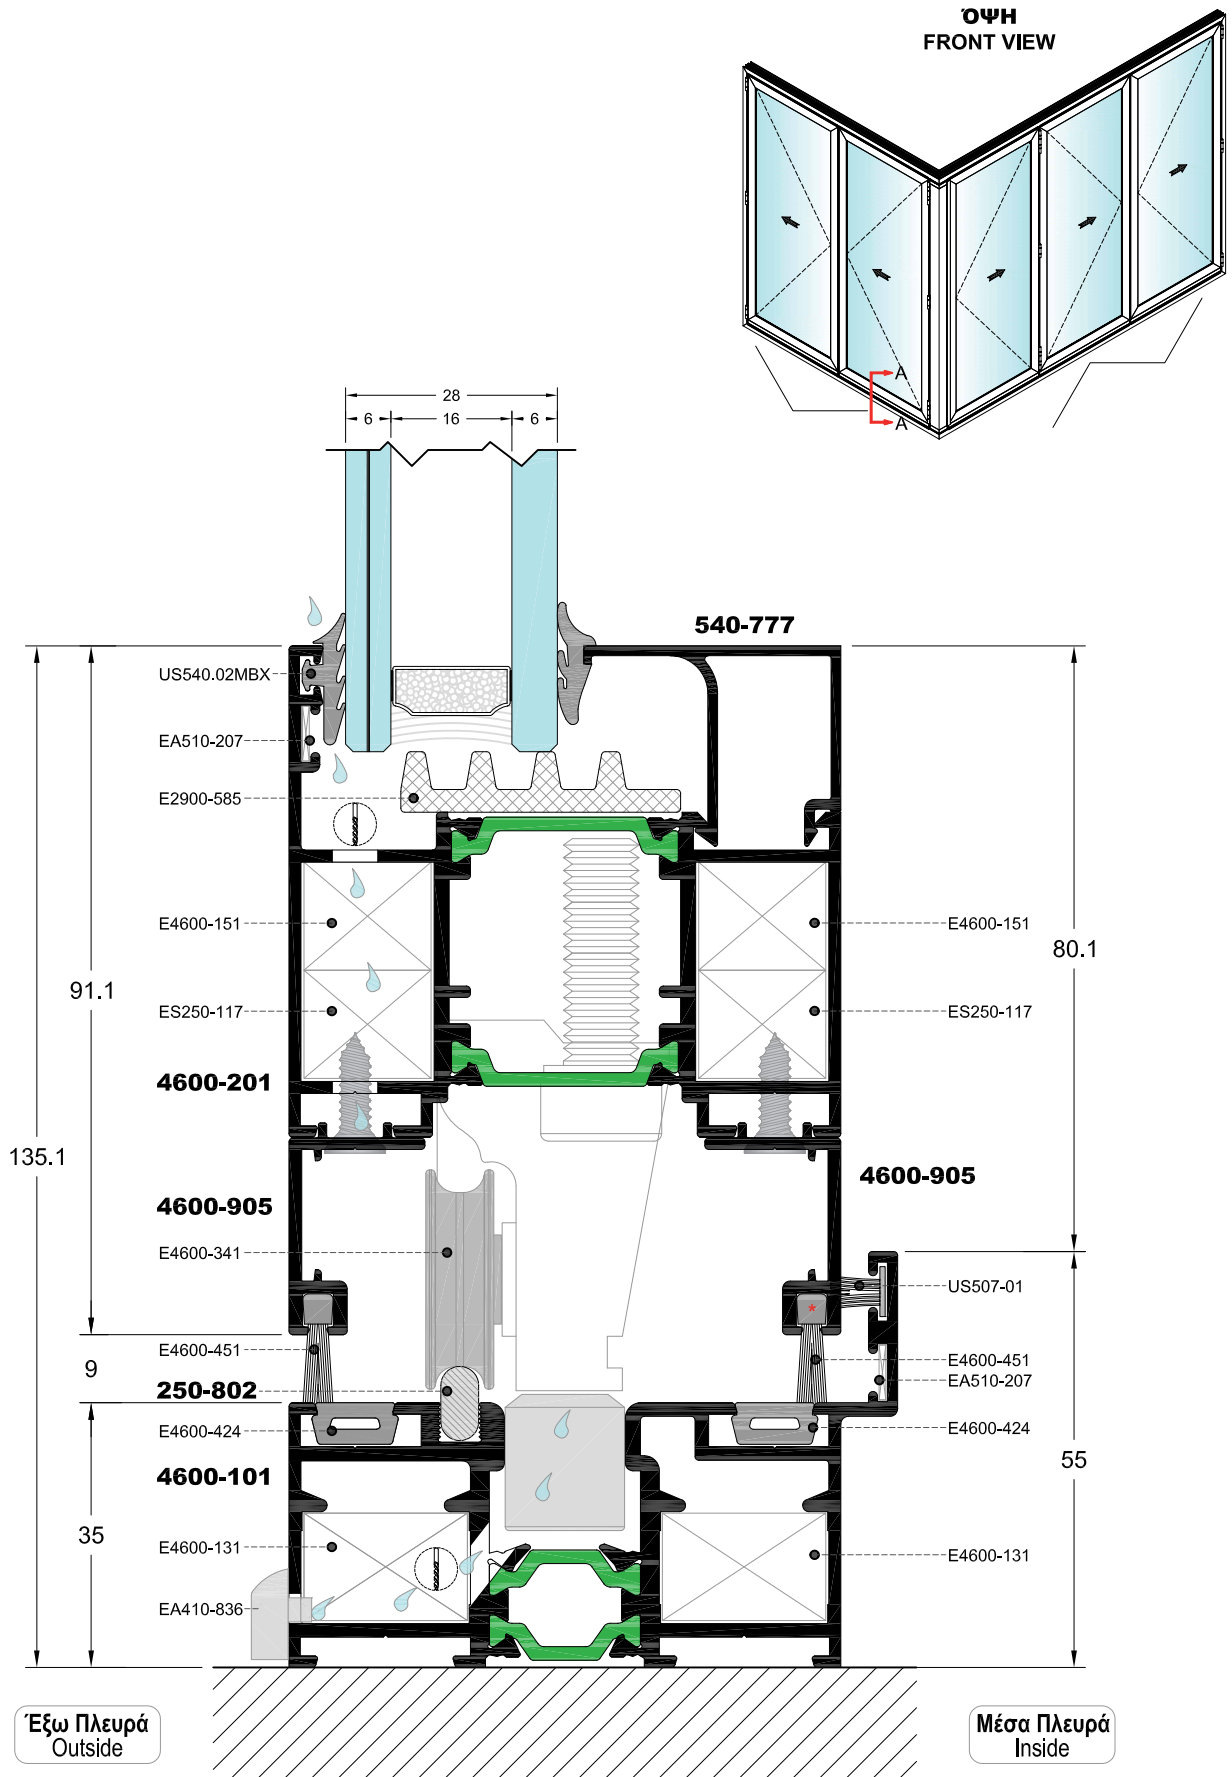 ΌΨΗ
FRONT VIEW
A
A
28
6
16
6
540-777
US540.02MBX
EA510-207
E2900-585
E4600-151
E4600-151
80.1
91.1
ES250-117
ES250-117
4600-201
135.1
4600-905
4600-905
E4600-341
US507-01
*
E4600-451
E4600-451
9
EA510-207
250-802
E4600-424
E4600-424
4600-101
55
35
E4600-131
E4600-131
EA410-836
Έξω Πλευρά
Outside
Μέσα Πλευρά
Inside